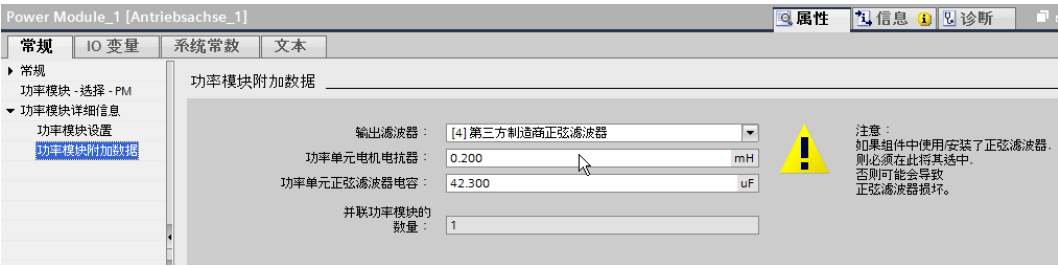 Power Module_1 [Antriebsachse_1]
属性
信息
诊断
常规
IO 变量
系统常数
文本
常规
功率模块 - 选择 - PM
功率模块详细信息
功率模块设置
功率模块附加数据
功率模块附加数据
输出滤波器：
[4] 第三方制造商正弦滤波器
功率单元电机电抗器：
0.200
mH
功率单元正弦滤波器电容：
42.300
uF
并联功率模块的
数量：
1
注意：
如果组件中使用/安装了正弦滤波器,
则必须在此将其选中.
否则可能会导致
正弦滤波器损坏。